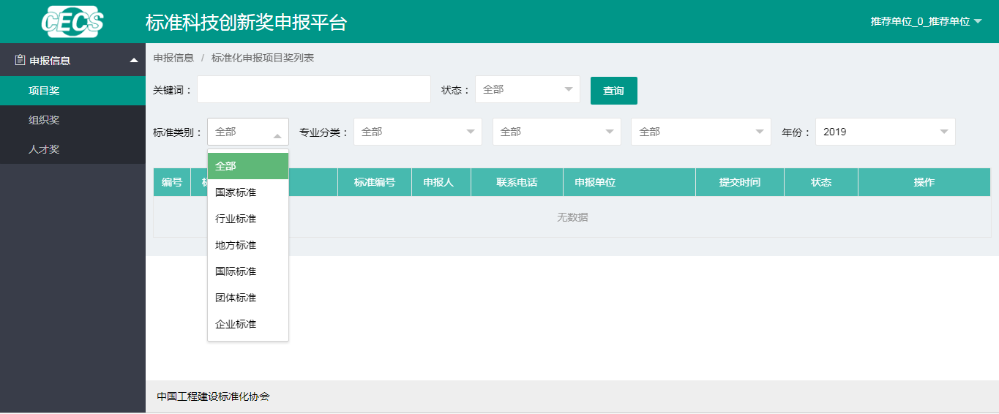 CECS 标准科技创新奖申报平台 推荐单位_0_推荐单位
申报信息
项目奖
组织奖
人才奖
申报信息 / 标准化申报项目奖列表
关键词： 状态： 全部 查询
标准类别： 全部 专业分类： 全部 全部 全部 年份： 2019
全部
国家标准
行业标准
地方标准
国际标准
团体标准
企业标准
编号 标准编号 申报人 联系电话 申报单位 提交时间 状态 操作
无数据
中国工程建设标准化协会